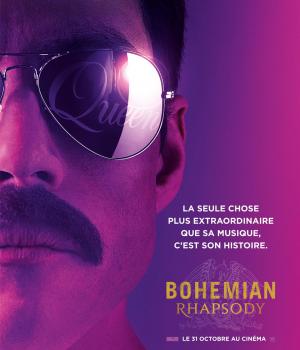 Queen
LA SEULE CHOSE
PLUS EXTRAORDINAIRE
QUE SA MUSIQUE,
C'EST SON HISTOIRE.
BOHEMIAN
RHAPSODY
LE 31 OCTOBRE AU CINÉMA